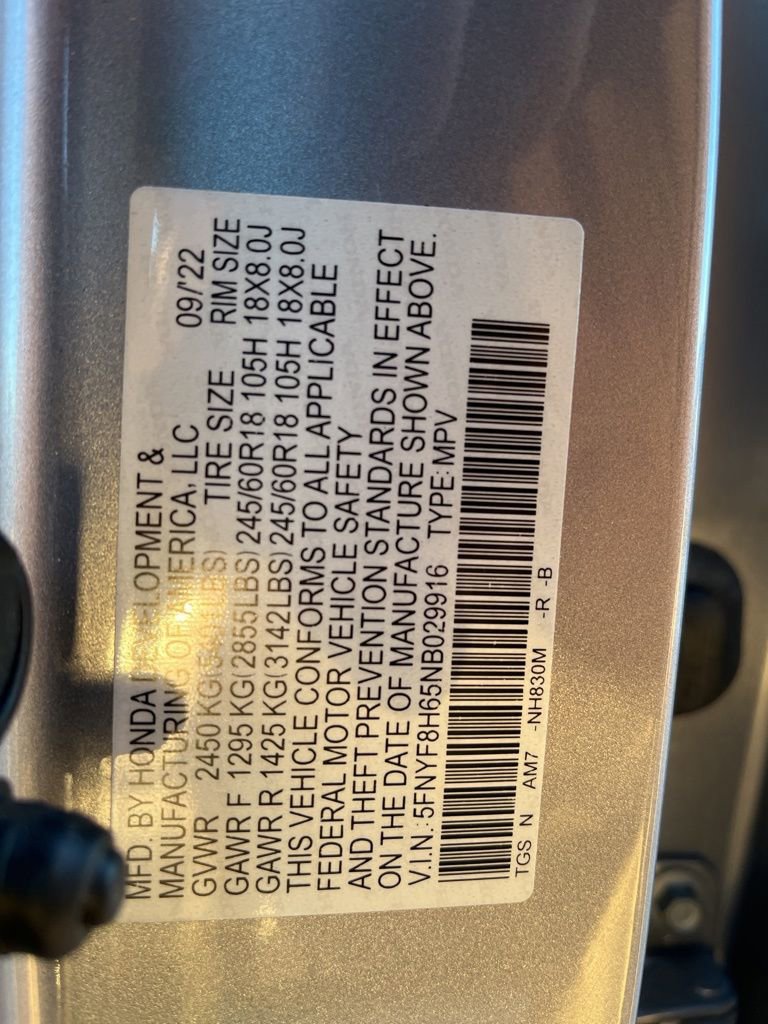 MFD. BY HONDA DEVELOPMENT &
MANUFACTURING OF AMERICA, LLC 09/'22
GVWR 2450 KG TIRE SIZE RIM SIZE
GAWR F 1295 KG(2855LBS) 245/60R18 105H 18X8.0J
GAWR R 1425 KG(3142LBS) 245/60R18 105H 18X8.0J
THIS VEHICLE CONFORMS TO ALL APPLICABLE
FEDERAL MOTOR VEHICLE SAFETY
AND THEFT PREVENTION STANDARDS IN EFFECT
ON THE DATE OF MANUFACTURE SHOWN ABOVE.
V.I.N.: 5FNYF8H65NB029916 TYPE: MPV
TGS N AM7 -NH830M -R -B